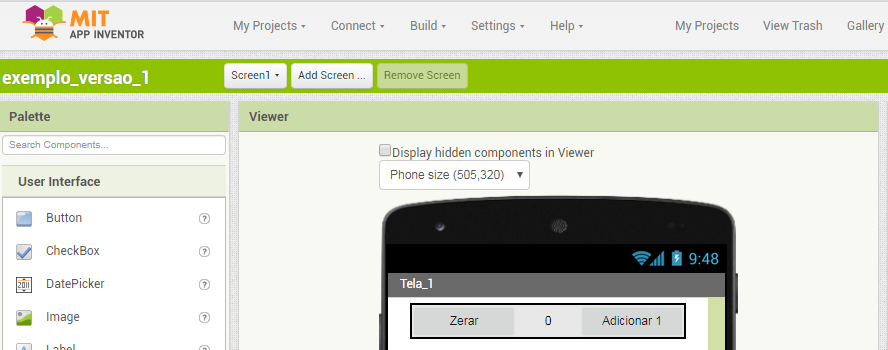 MIT
APP INVENTOR
My Projects Connect Build Settings Help My Projects View Trash Gallery
exemplo_versao_1 Screen1 Add Screen ... Remove Screen
Palette
Viewer
Search Components...
Display hidden components in Viewer
Phone size (505,320)
User Interface
Button ?
CheckBox ?
DatePicker ?
Image ?
Label
9:48
Tela_1
Zerar 0 Adicionar 1